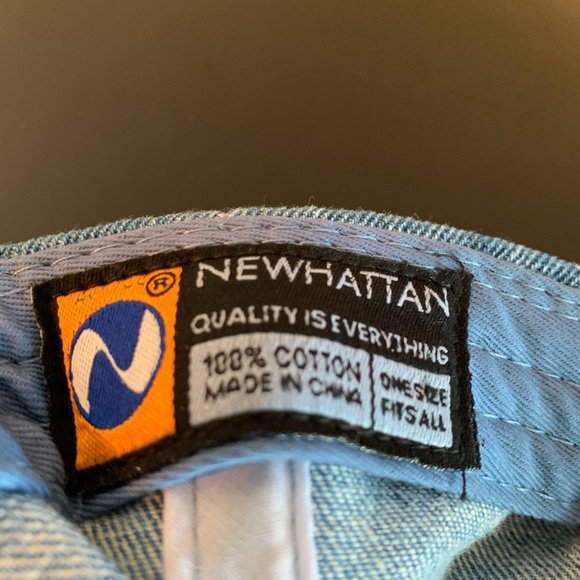 ®
NEWHATTAN
QUALITY IS EVERYTHING
100% COTTON
MADE IN CHINA
ONE SIZE
FITS ALL